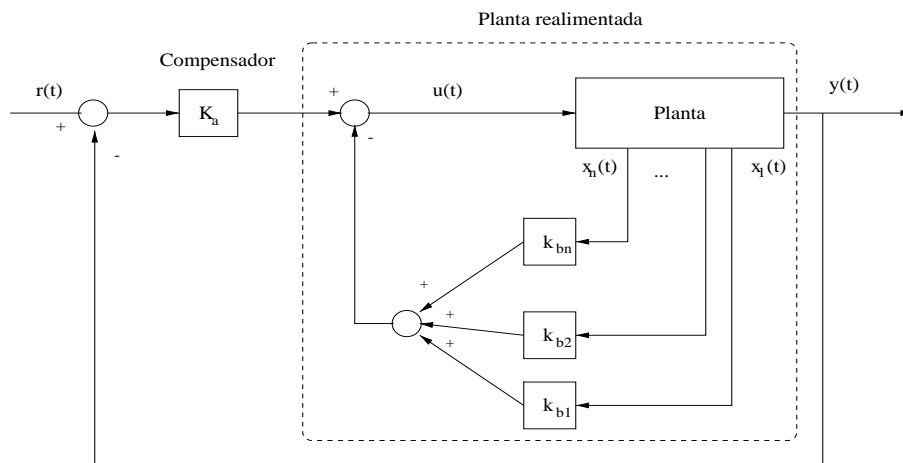 Planta realimentada
Compensador
r(t)
+
-
K_a
+
-
u(t)
Planta
y(t)
x_n(t)
...
x_1(t)
k_bn
+
k_b2
+
k_b1
+